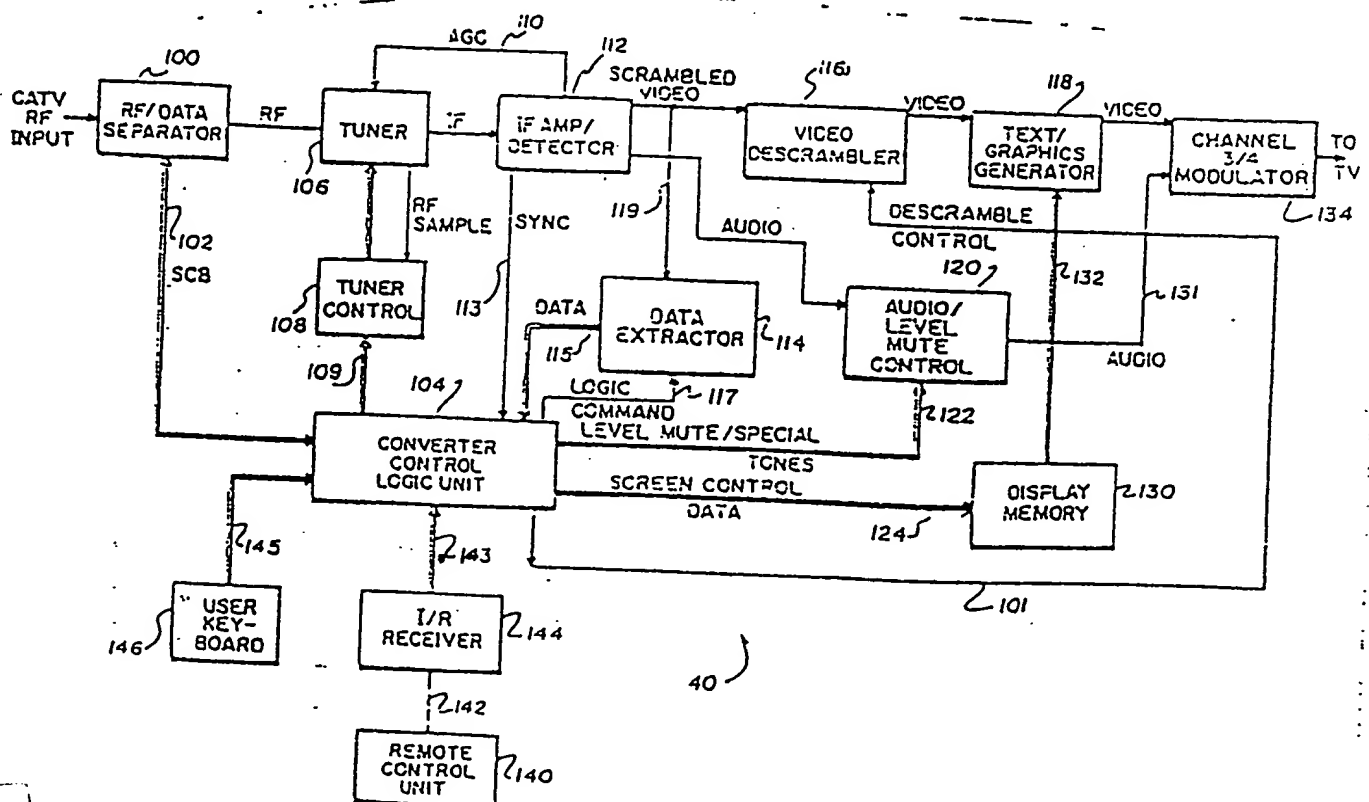 110
AGC
112
100
SCRAMBLED
VIDEO
116
118
CATV
RF
INPUT
RF/DATA
SEPARATOR
RF
TUNER
IF
IF AMP/
DETECTOR
VIDEO
DESCRAMBLER
VIDEO
TEXT/
GRAPHICS
GENERATOR
VIDEO
CHANNEL
3/4
MODULATOR
TO
TV
106
134
102
SCB
RF
SAMPLE
SYNC
119
AUDIO
DESCRAMBLE
CONTROL
108
TUNER
CONTROL
113
DATA
115
DATA
EXTRACTOR
114
120
AUDIO/
LEVEL
MUTE
CONTROL
132
131
AUDIO
109
104
LOGIC
COMMAND
117
122
CONVERTER
CONTROL
LOGIC UNIT
LEVEL MUTE/SPECIAL
TONES
SCREEN CONTROL
DATA
124
DISPLAY
MEMORY
130
145
143
101
USER
KEY-
BOARD
146
I/R
RECEIVER
144
40
142
REMOTE
CONTROL
UNIT
140